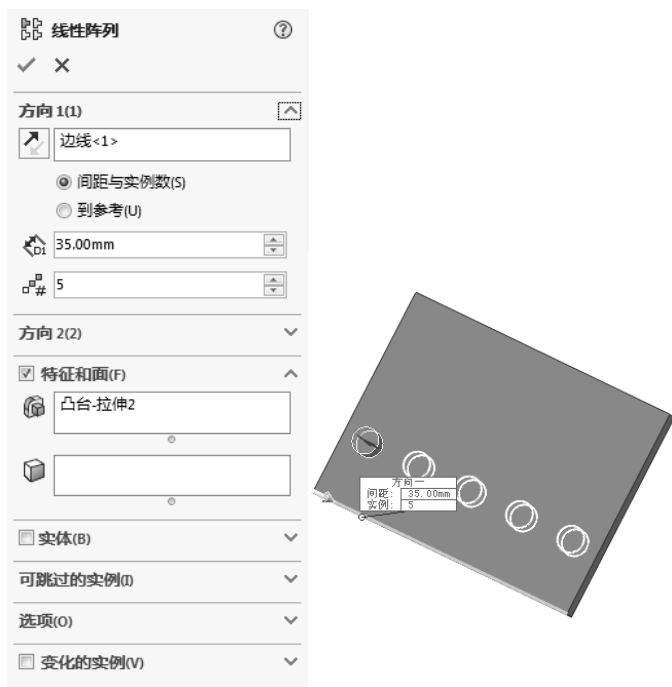 线性阵列
方向1(1)
边线<1>
间距与实例数(S)
到参考(U)
D1
35.00mm
#
5
方向2(2)
特征和面(F)
凸台-拉伸2
实体(B)
可跳过的实例(I)
选项(O)
变化的实例(V)
方向一
间距: 35.00mm
实例: 5